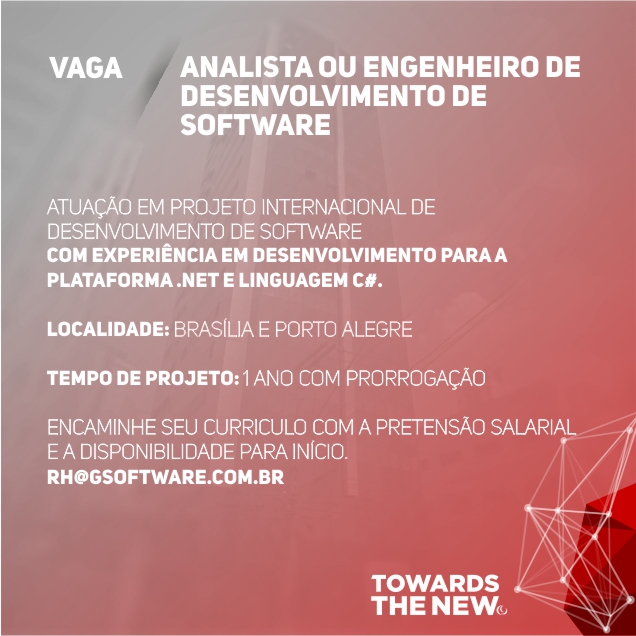 VAGA
ANALISTA OU ENGENHEIRO DE
DESENVOLVIMENTO DE
SOFTWARE
ATUAÇÃO EM PROJETO INTERNACIONAL DE
DESENVOLVIMENTO DE SOFTWARE
COM EXPERIÊNCIA EM DESENVOLVIMENTO PARA A
PLATAFORMA .NET E LINGUAGEM C#.
LOCALIDADE: BRASÍLIA E PORTO ALEGRE
TEMPO DE PROJETO: 1 ANO COM PRORROGAÇÃO
ENCAMINHE SEU CURRICULO COM A PRETENSÃO SALARIAL
E A DISPONIBILIDADE PARA INÍCIO.
RH@GSOFTWARE.COM.BR
TOWARDS
THE NEW